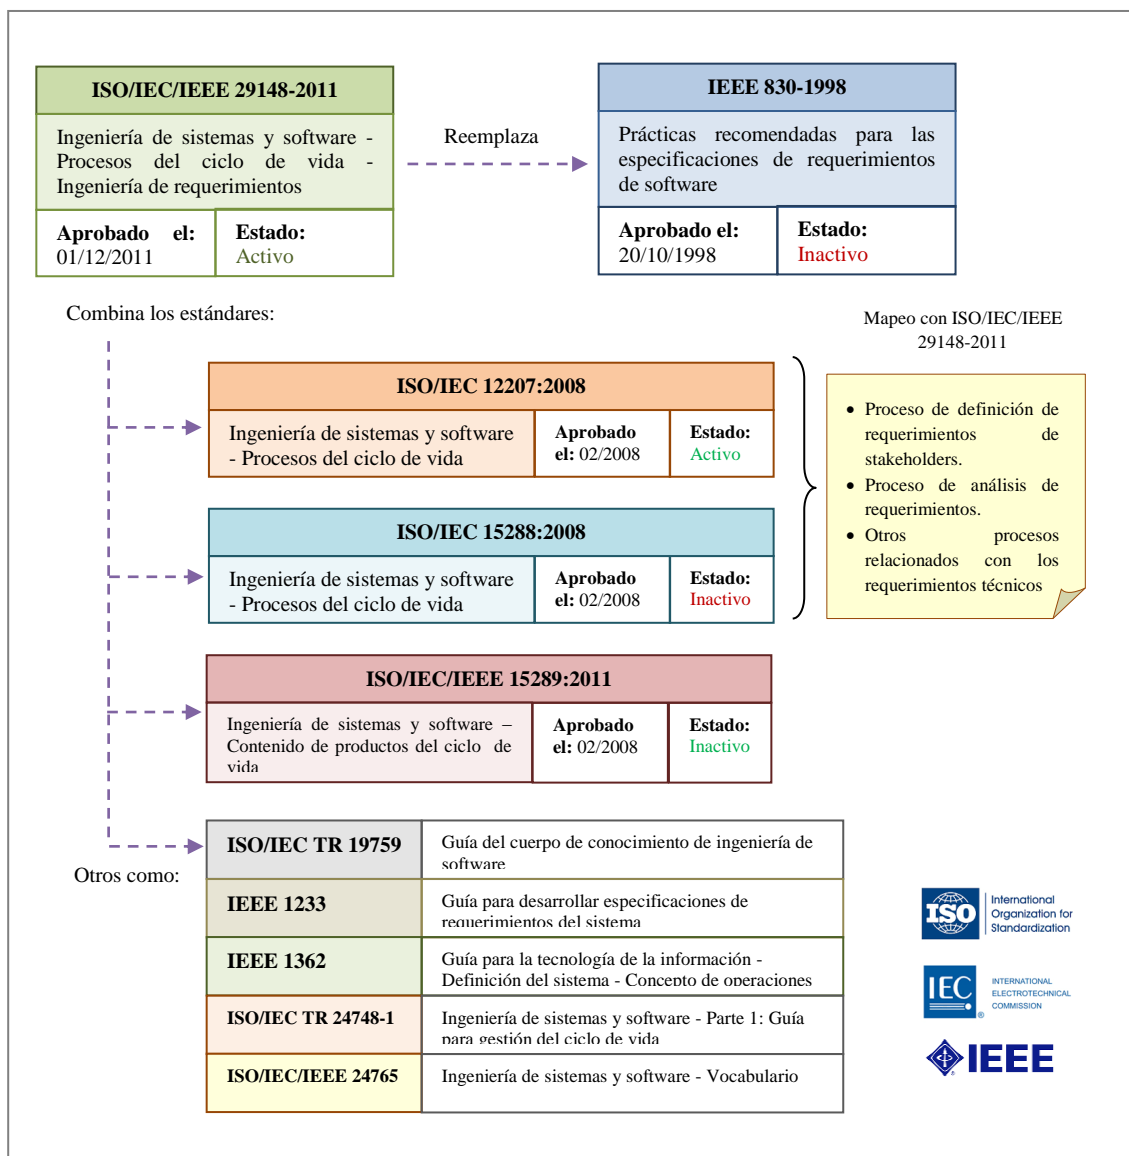 ISO/IEC/IEEE 29148-2011
Ingeniería de sistemas y software -
Procesos del ciclo de vida -
Ingeniería de requerimientos
Aprobado el:
01/12/2011
Estado:
Activo
Reemplaza
IEEE 830-1998
Prácticas recomendadas para las
especificaciones de requerimientos
de software
Aprobado el:
20/10/1998
Estado:
Inactivo
Combina los estándares:
Mapeo con ISO/IEC/IEEE
29148-2011
ISO/IEC 12207:2008
Ingeniería de sistemas y software
- Procesos del ciclo de vida
Aprobado
el: 02/2008
Estado:
Activo
ISO/IEC 15288:2008
Ingeniería de sistemas y software
- Procesos del ciclo de vida
Aprobado
el: 02/2008
Estado:
Inactivo
• Proceso de definición de
requerimientos de
stakeholders.
• Proceso de análisis de
requerimientos.
• Otros procesos
relacionados con los
requerimientos técnicos
ISO/IEC/IEEE 15289:2011
Ingeniería de sistemas y software –
Contenido de productos del ciclo de
vida
Aprobado
el: 02/2008
Estado:
Inactivo
Otros como:
ISO/IEC TR 19759
Guía del cuerpo de conocimiento de ingeniería de
software
IEEE 1233
Guía para desarrollar especificaciones de
requerimientos del sistema
IEEE 1362
Guía para la tecnología de la información -
Definición del sistema - Concepto de operaciones
ISO/IEC TR 24748-1
Ingeniería de sistemas y software - Parte 1: Guía
para gestión del ciclo de vida
ISO/IEC/IEEE 24765
Ingeniería de sistemas y software - Vocabulario
ISO
International
Organization for
Standardization
IEC
®
INTERNATIONAL
ELECTROTECHNICAL
COMMISSION
IEEE